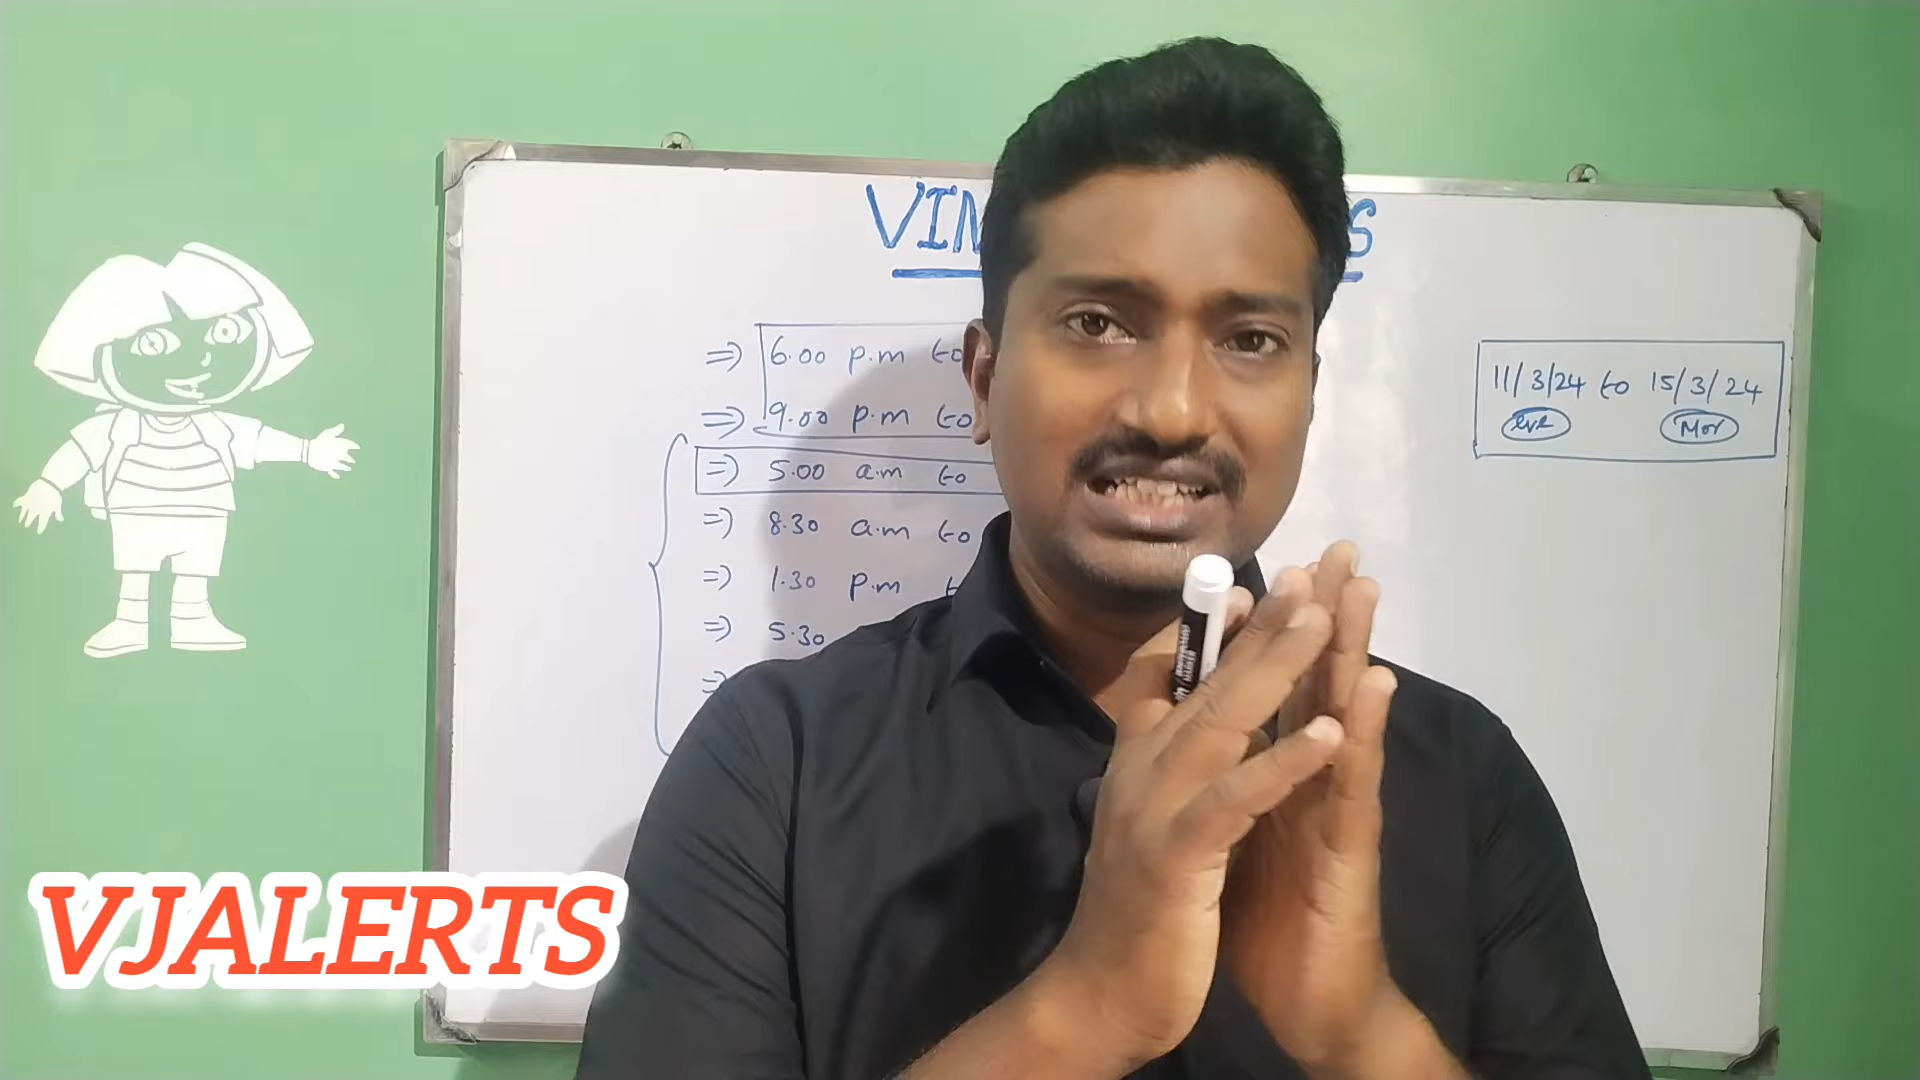 VIN S
⇒ 6.00 p.m to
⇒ 9.00 p.m to
⇒ 5.00 a.m to
⇒ 8.30 a.m to
⇒ 1.30 p.m t
⇒ 5.30
⇒
11/3/24 to 15/3/24
eve Mor
VJALERTS